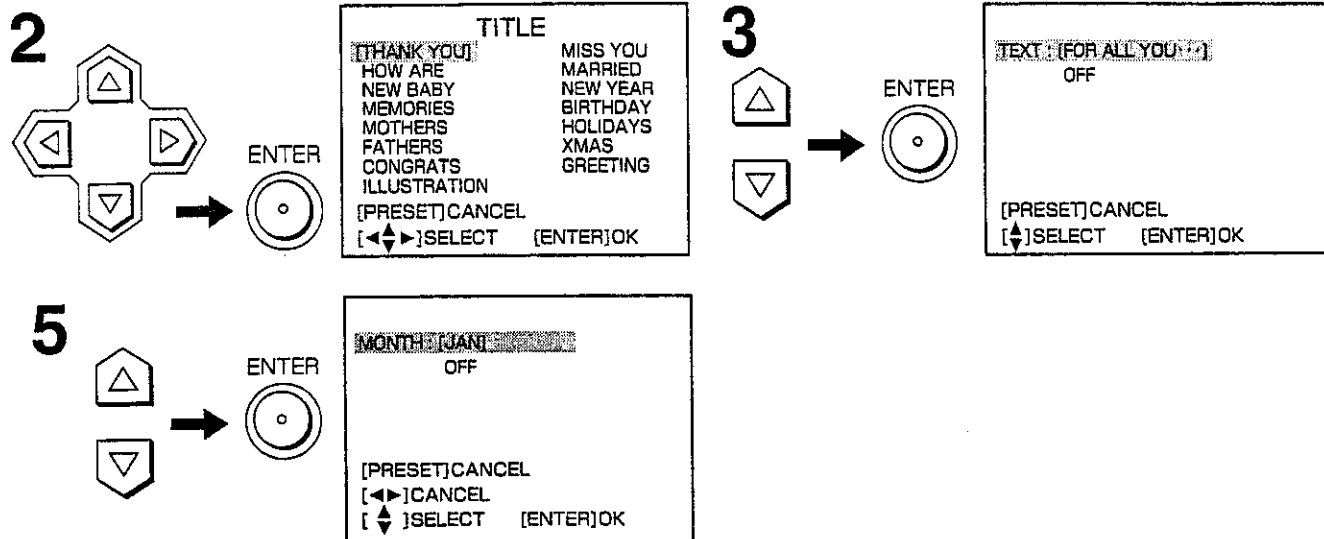 2
ENTER
TITLE
[THANK YOU] MISS YOU
HOW ARE MARRIED
NEW BABY NEW YEAR
MEMORIES BIRTHDAY
MOTHERS HOLIDAYS
FATHERS XMAS
CONGRATS GREETING
ILLUSTRATION
[PRESET]CANCEL
[◀▲▼▶]SELECT [ENTER]OK
3
ENTER
TEXT : [FOR ALL YOU···]
OFF
[PRESET]CANCEL
[▲▼]SELECT [ENTER]OK
5
ENTER
MONTH : [JAN]
OFF
[PRESET]CANCEL
[◀▶]CANCEL
[▲▼]SELECT [ENTER]OK